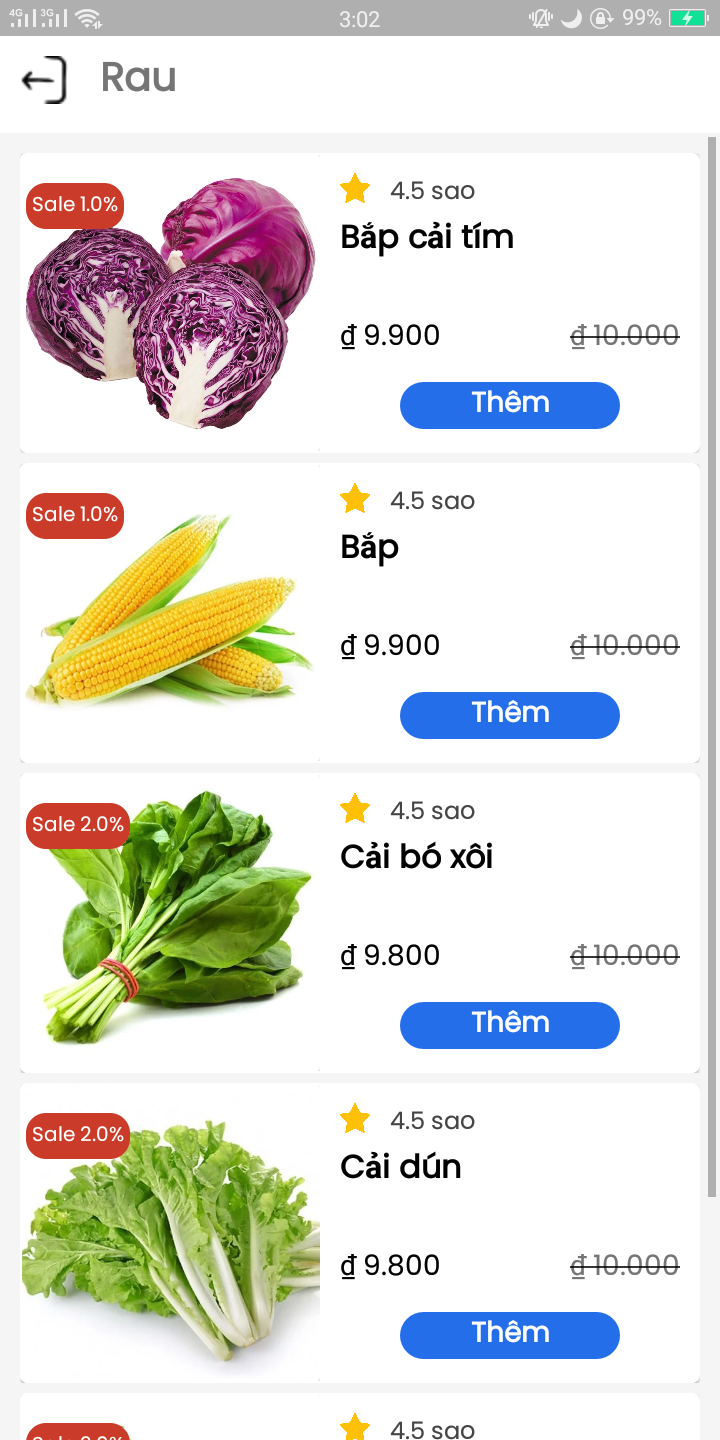 4G 3G 3:02 99%
Rau
Sale 1.0%
4.5 sao
Bắp cải tím
₫ 9.900 ₫ 10.000
Thêm
Sale 1.0%
4.5 sao
Bắp
₫ 9.900 ₫ 10.000
Thêm
Sale 2.0%
4.5 sao
Cải bó xôi
₫ 9.800 ₫ 10.000
Thêm
Sale 2.0%
4.5 sao
Cải dún
₫ 9.800 ₫ 10.000
Thêm
4.5 sao